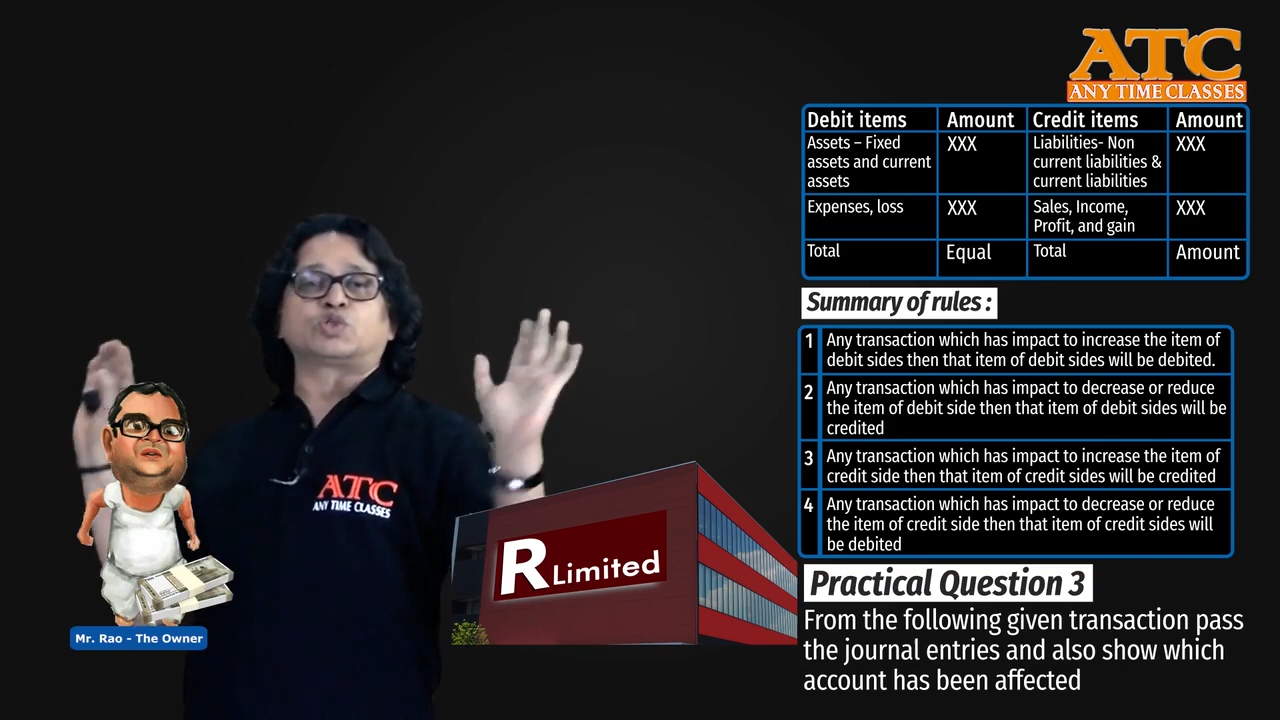 ATC
ANY TIME CLASSES
Debit items Amount Credit items Amount
Assets – Fixed
assets and current
assets
XXX
Liabilities- Non
current liabilities &
current liabilities
XXX
Expenses, loss
XXX
Sales, Income,
Profit, and gain
XXX
Total Equal Total Amount
Summary of rules :
1 Any transaction which has impact to increase the item of
debit sides then that item of debit sides will be debited.
2 Any transaction which has impact to decrease or reduce
the item of debit side then that item of debit sides will be
credited
3 Any transaction which has impact to increase the item of
credit side then that item of credit sides will be credited
4 Any transaction which has impact to decrease or reduce
the item of credit side then that item of credit sides will
be debited
Practical Question 3
From the following given transaction pass
the journal entries and also show which
account has been affected
ATC
ANY TIME CLASSES
R Limited
Mr. Rao - The Owner